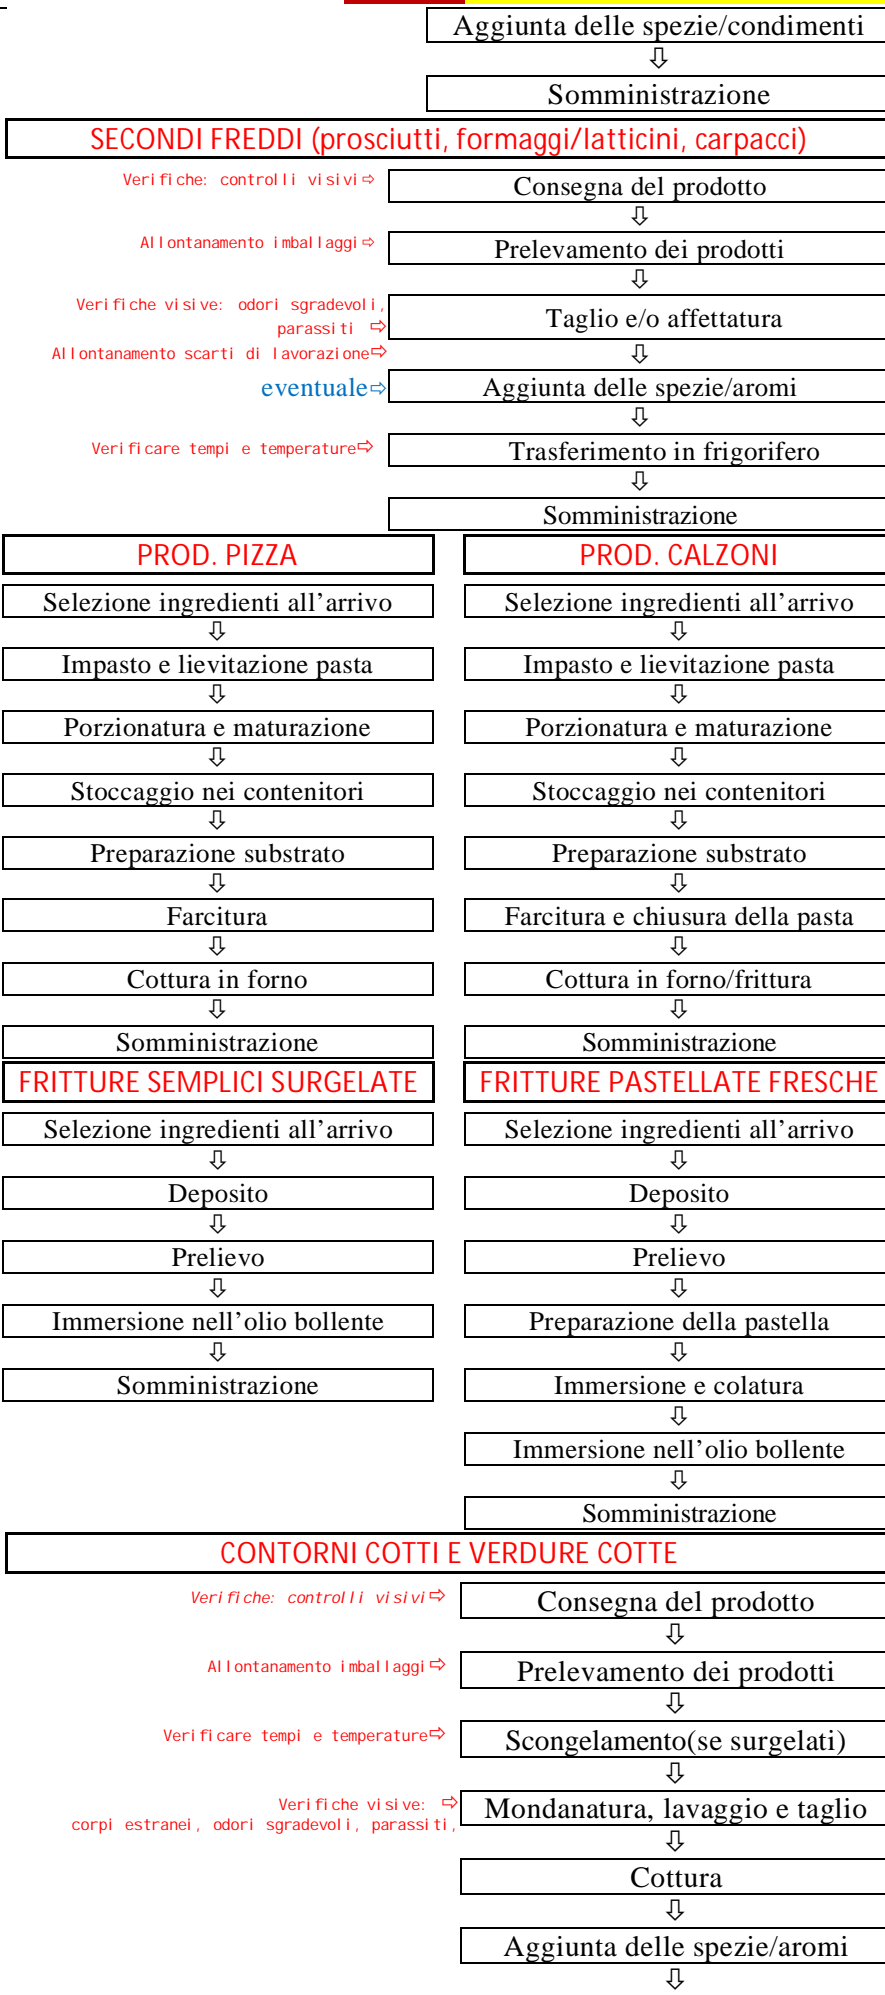 Aggiunta delle spezie/condimenti
⇩
Somministrazione
SECONDI FREDDI (prosciutti, formaggi/latticini, carpacci)
Verifiche: controlli visivi⇨ Consegna del prodotto
⇩
Allontanamento imballaggi⇨ Prelevamento dei prodotti
⇩
Verifiche visive: odori sgradevoli,
parassiti ⇨ Taglio e/o affettatura
Allontanamento scarti di lavorazione⇨ ⇩
eventuale⇨ Aggiunta delle spezie/aromi
⇩
Verificare tempi e temperature⇨ Trasferimento in frigorifero
⇩
Somministrazione
PROD. PIZZA
Selezione ingredienti all’arrivo
⇩
Impasto e lievitazione pasta
⇩
Porzionatura e maturazione
⇩
Stoccaggio nei contenitori
⇩
Preparazione substrato
⇩
Farcitura
⇩
Cottura in forno
⇩
Somministrazione
PROD. CALZONI
Selezione ingredienti all’arrivo
⇩
Impasto e lievitazione pasta
⇩
Porzionatura e maturazione
⇩
Stoccaggio nei contenitori
⇩
Preparazione substrato
⇩
Farcitura e chiusura della pasta
⇩
Cottura in forno/frittura
⇩
Somministrazione
FRITTURE SEMPLICI SURGELATE
Selezione ingredienti all’arrivo
⇩
Deposito
⇩
Prelievo
⇩
Immersione nell’olio bollente
⇩
Somministrazione
FRITTURE PASTELLATE FRESCHE
Selezione ingredienti all’arrivo
⇩
Deposito
⇩
Prelievo
⇩
Preparazione della pastella
⇩
Immersione e colatura
⇩
Immersione nell’olio bollente
⇩
Somministrazione
CONTORNI COTTI E VERDURE COTTE
Verifiche: controlli visivi⇨ Consegna del prodotto
⇩
Allontanamento imballaggi⇨ Prelevamento dei prodotti
⇩
Verificare tempi e temperature⇨ Scongelamento(se surgelati)
⇩
Verifiche visive: ⇨ Mondanatura, lavaggio e taglio
corpi estranei, odori sgradevoli, parassiti,
⇩
Cottura
⇩
Aggiunta delle spezie/aromi
⇩